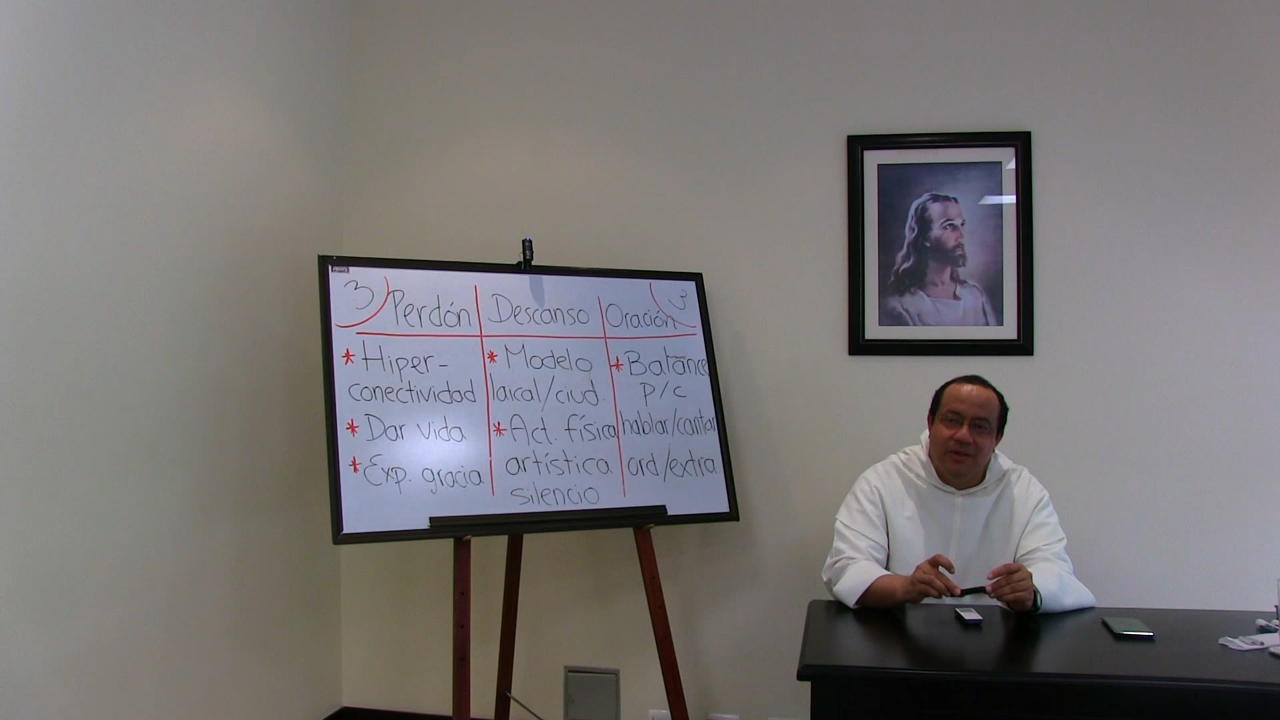 3 Perdón Descanso Oración 3
* Hiper-
conectividad
* Dar vida
* Exp. gracia
* Modelo
laical/ciud.
* Act. física
artística
silencio
* Balance
p/c
hablar/cantar
ord/extra